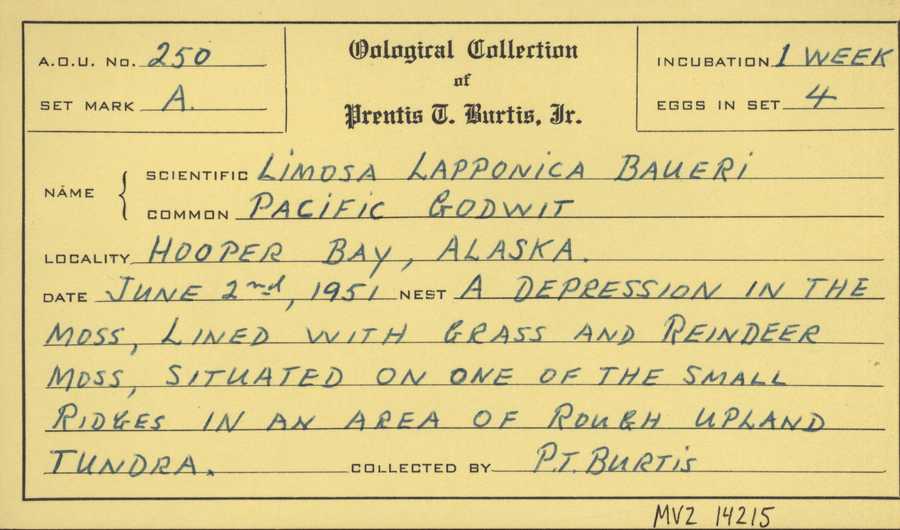 A.O.U. No. 250
SET MARK A.
Oological Collection
of
Prentis T. Burtis, Jr.
INCUBATION 1 WEEK
EGGS IN SET 4
NAME
SCIENTIFIC LIMOSA LAPPONICA BAUERI
COMMON PACIFIC GODWIT
LOCALITY HOOPER BAY, ALASKA.
DATE JUNE 2nd, 1951 NEST A DEPRESSION IN THE
MOSS, LINED WITH GRASS AND REINDEER
MOSS, SITUATED ON ONE OF THE SMALL
RIDGES IN AN AREA OF ROUGH UPLAND
TUNDRA. COLLECTED BY P.T. BURTIS
MVZ 14215